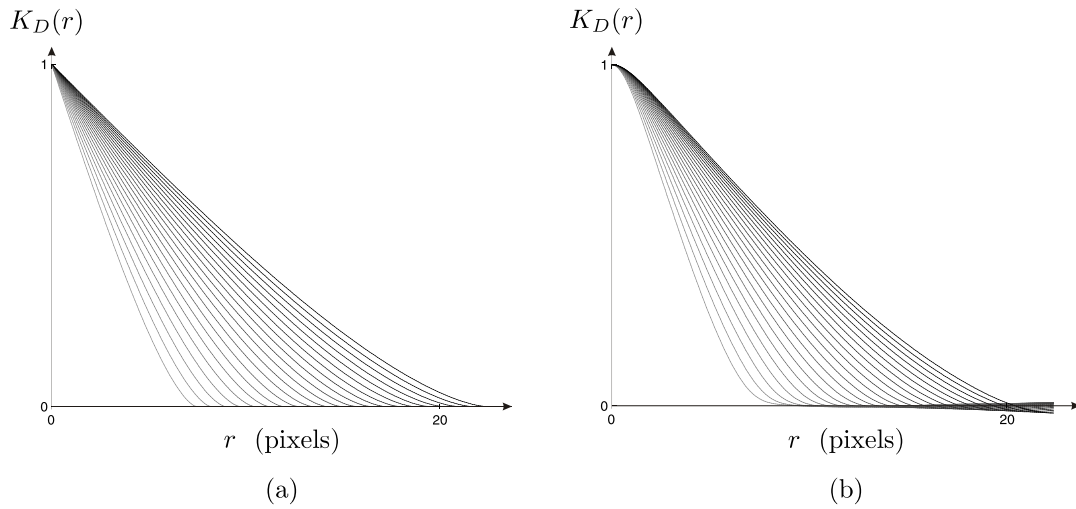 K_D(r) K_D(r)
1 1
0 0
0 20 0 20
r (pixels) r (pixels)
(a) (b)